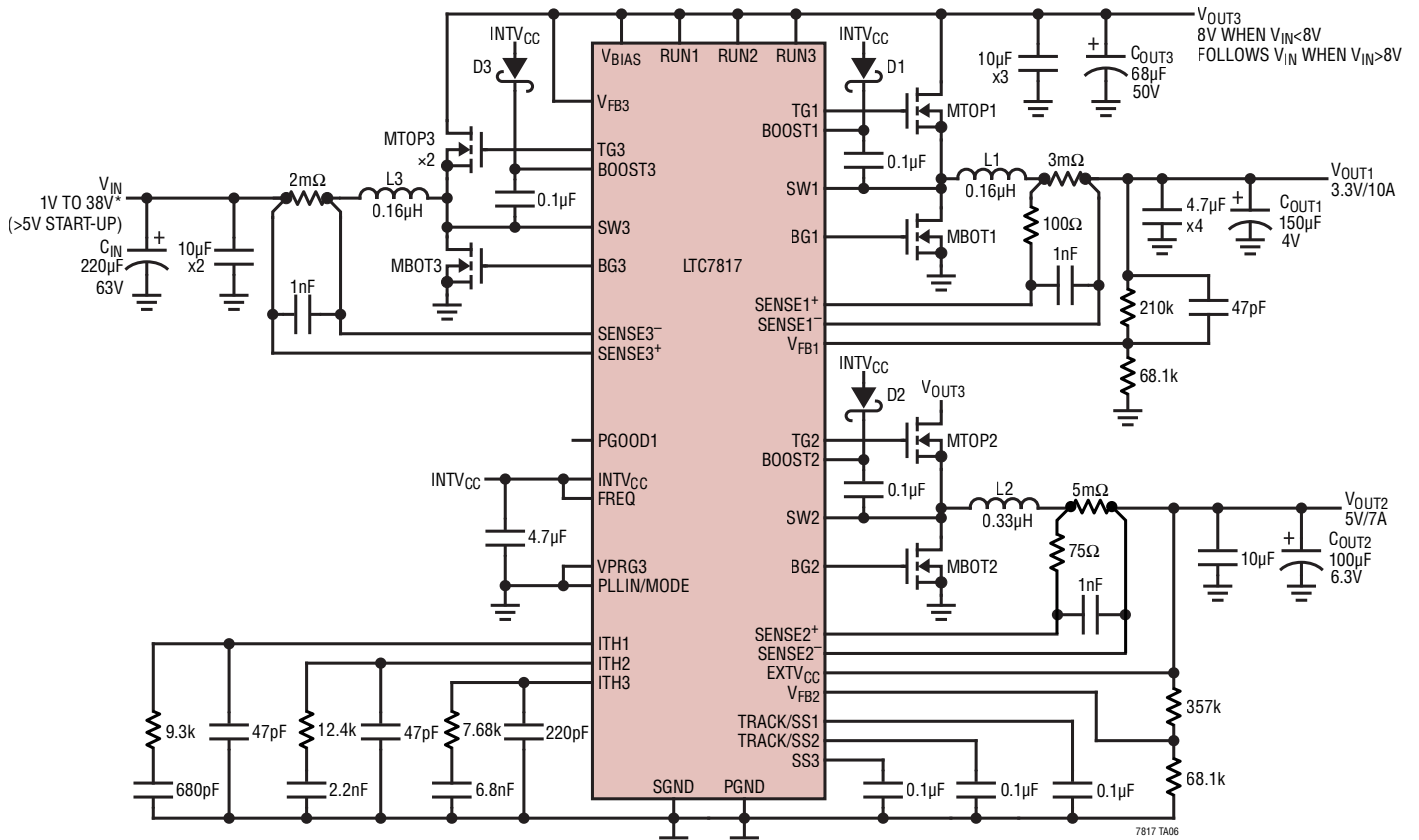 VOUT3
8V WHEN VIN<8V
FOLLOWS VIN WHEN VIN>8V
INTVCC
D3
VBIAS
RUN1
RUN2
RUN3
INTVCC
D1
10µF
x3
+
COUT3
68µF
50V
VFB3
TG1
MTOP1
BOOST1
MTOP3
×2
TG3
BOOST3
0.1µF
0.1µF
VIN
1V TO 38V*
(>5V START-UP)
2mΩ
L3
0.16µH
SW3
SW1
L1
0.16µH
3mΩ
VOUT1
3.3V/10A
CIN
220µF
63V
+
10µF
x2
MBOT3
BG3
LTC7817
BG1
MBOT1
100Ω
1nF
4.7µF
x4
+
COUT1
150µF
4V
1nF
SENSE3–
SENSE3+
SENSE1+
SENSE1–
VFB1
210k
47pF
68.1k
INTVCC
D2
VOUT3
PGOOD1
TG2
MTOP2
BOOST2
INTVCC
INTVCC
FREQ
0.1µF
4.7µF
SW2
L2
0.33µH
5mΩ
VOUT2
5V/7A
VPRG3
PLLIN/MODE
BG2
MBOT2
75Ω
1nF
10µF
+
COUT2
100µF
6.3V
SENSE2+
SENSE2–
EXTVCC
VFB2
ITH1
ITH2
ITH3
357k
68.1k
9.3k
47pF
12.4k
47pF
7.68k
220pF
TRACK/SS1
TRACK/SS2
SS3
680pF
2.2nF
6.8nF
SGND
PGND
0.1µF
0.1µF
0.1µF
7817 TA06